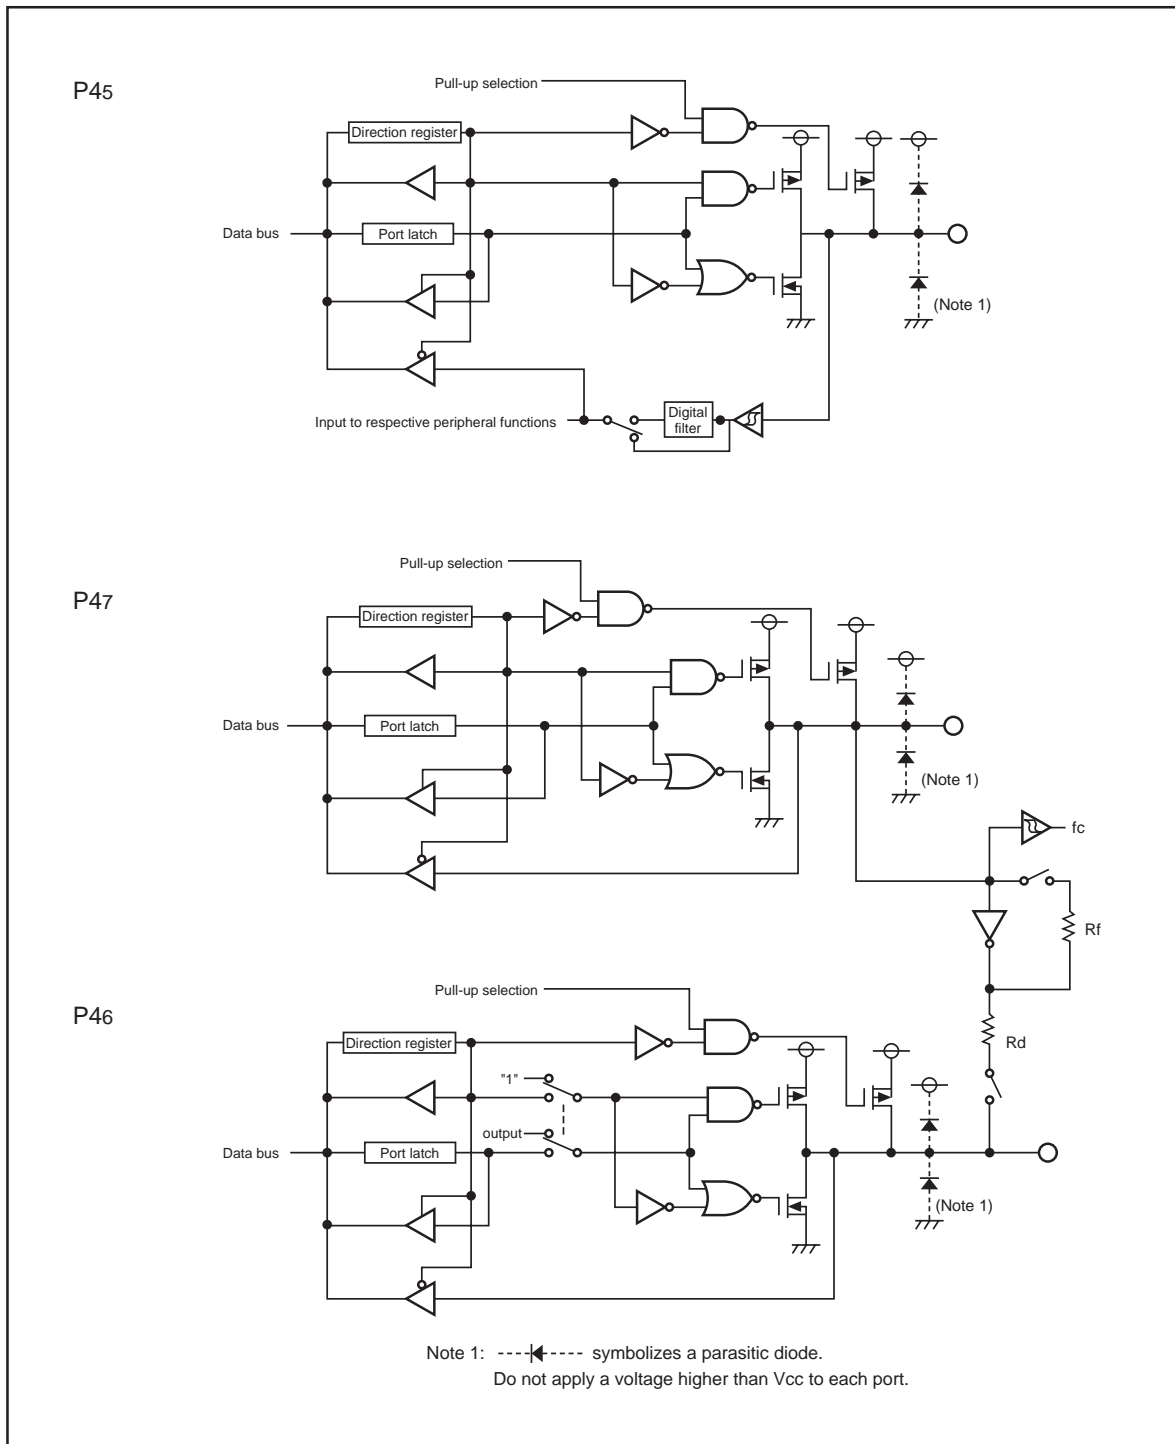 P45
Pull-up selection
Direction register
Data bus
Port latch
(Note 1)
Input to respective peripheral functions
Digital
filter
P47
Pull-up selection
Direction register
Data bus
Port latch
(Note 1)
fc
Rf
Rd
P46
Pull-up selection
Direction register
"1"
output
Data bus
Port latch
(Note 1)
Note 1: symbolizes a parasitic diode.
Do not apply a voltage higher than Vcc to each port.